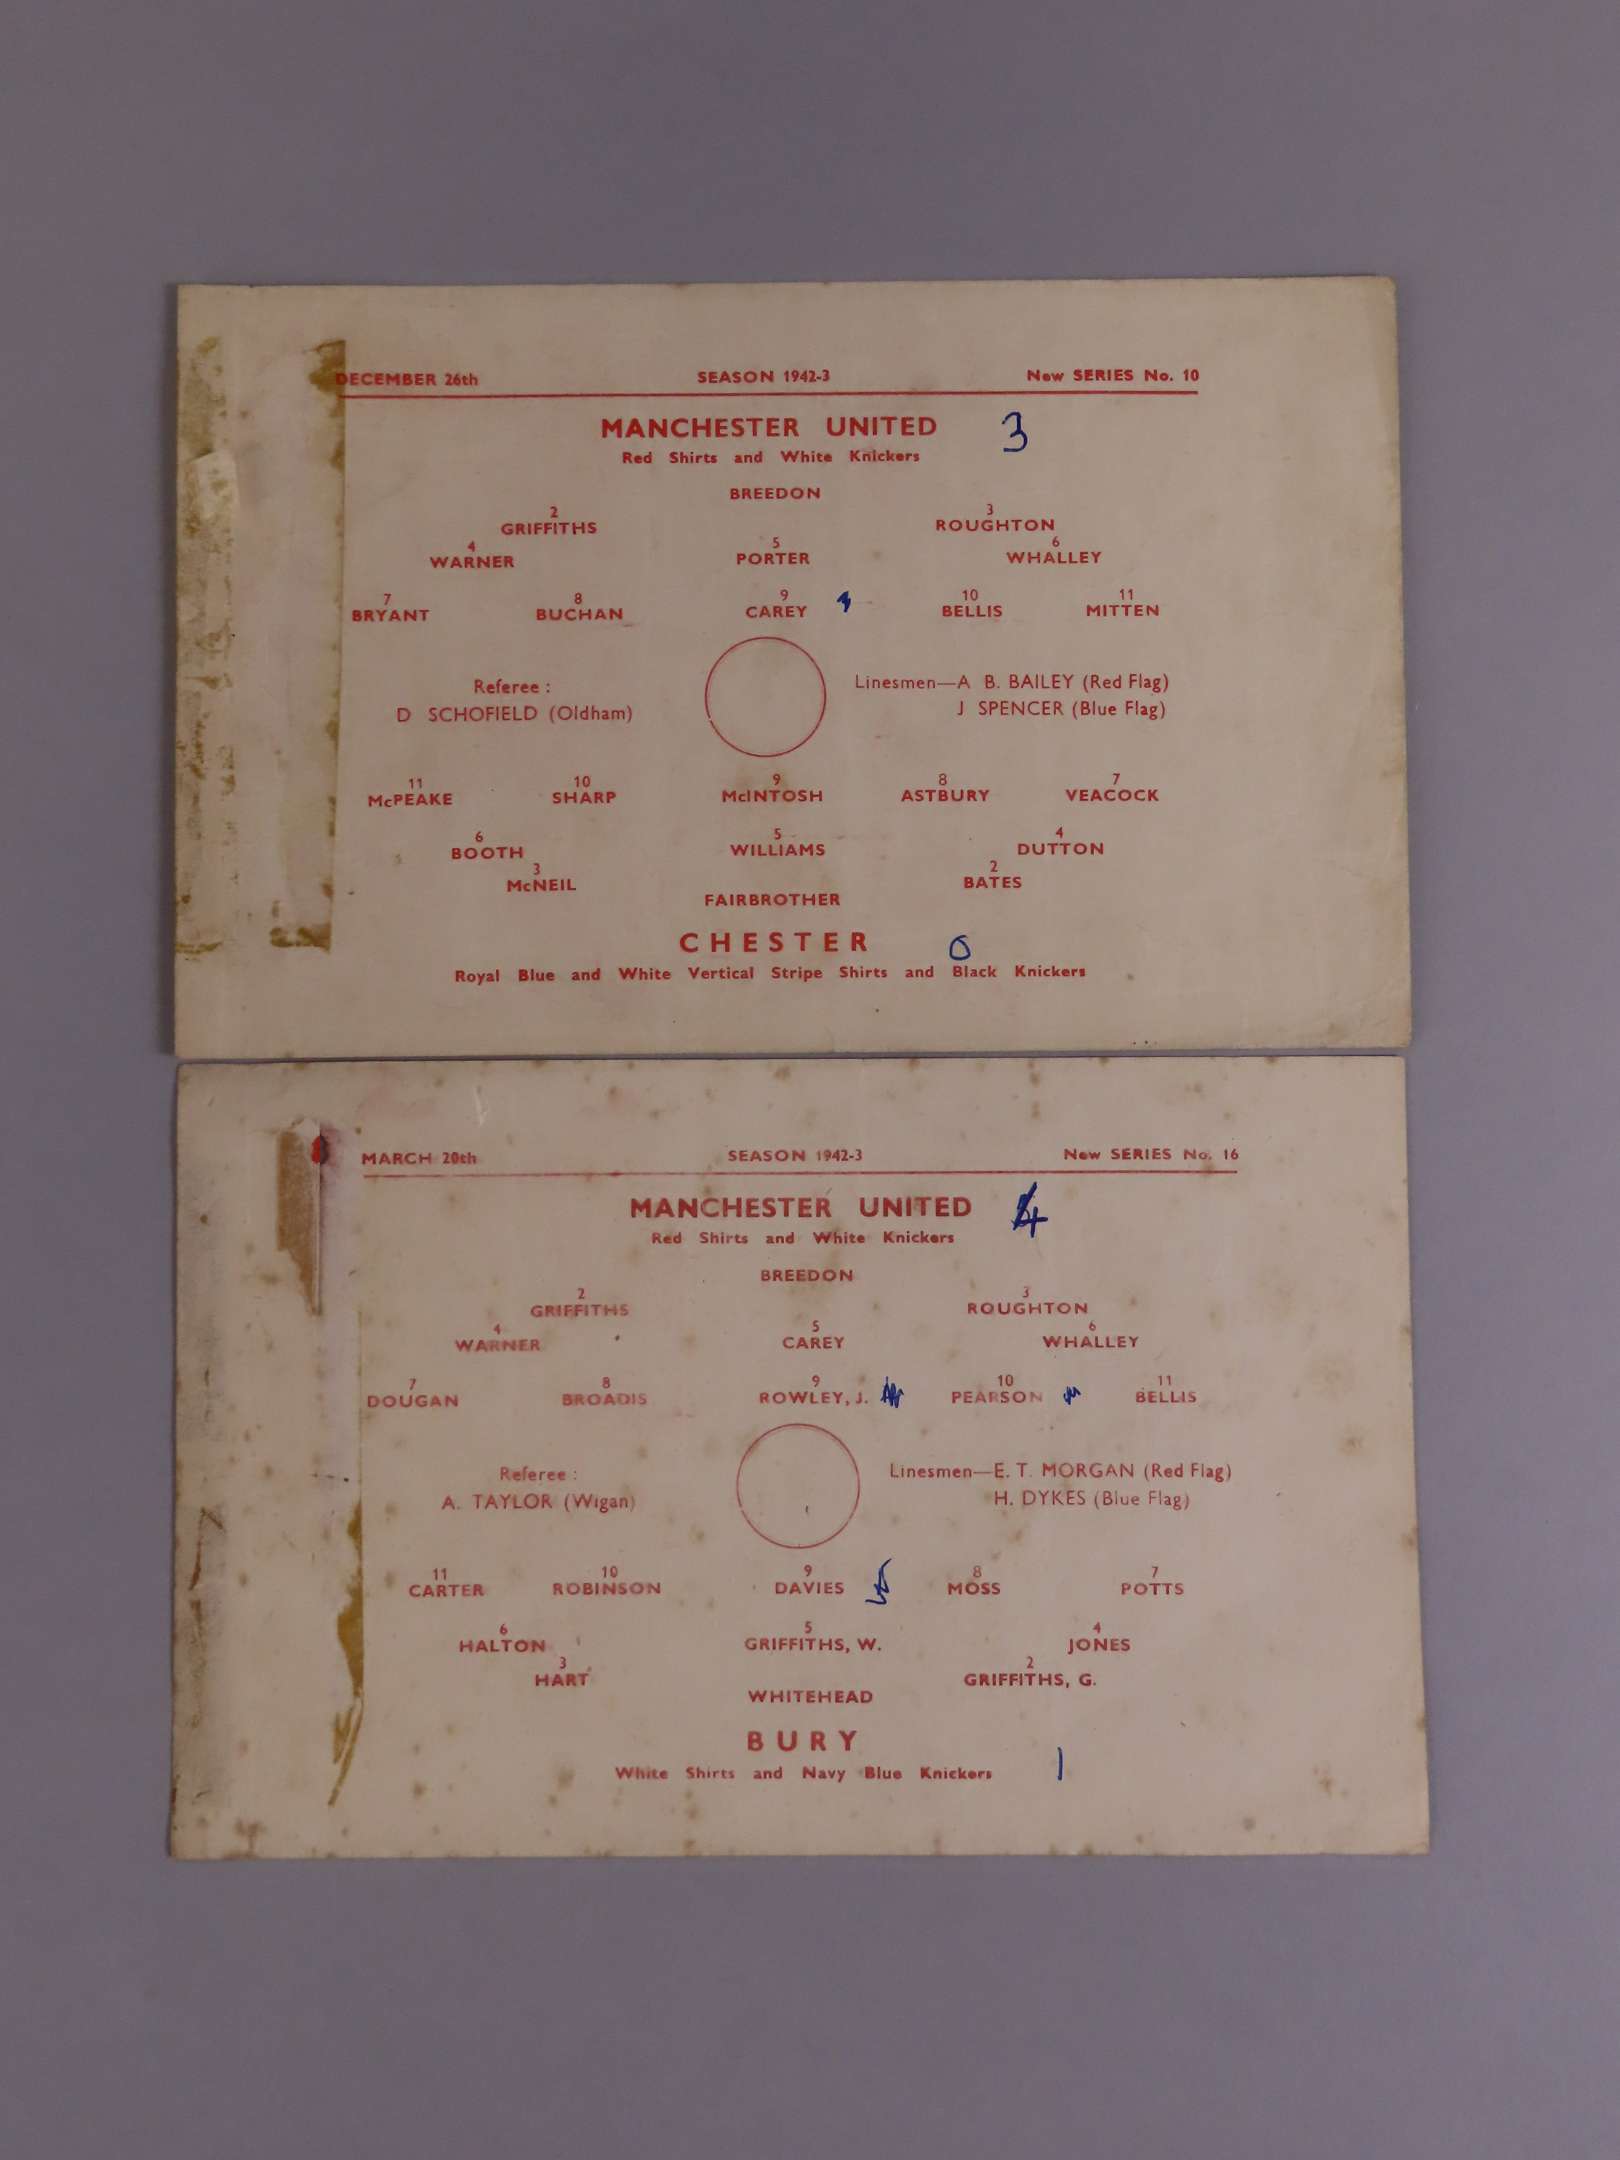 DECEMBER 26th SEASON 1942-3 New SERIES No. 10
MANCHESTER UNITED 3
Red Shirts and White Knickers
BREEDON
2 3
GRIFFITHS ROUGHTON
4 5 6
WARNER PORTER WHALLEY
7 8 9 10 11
BRYANT BUCHAN CAREY BELLIS MITTEN
Referee : Linesmen—A B. BAILEY (Red Flag)
D SCHOFIELD (Oldham) J SPENCER (Blue Flag)
11 10 9 8 7
McPEAKE SHARP McINTOSH ASTBURY VEACOCK
6 5 4
BOOTH WILLIAMS DUTTON
3 2
McNEIL BATES
FAIRBROTHER
CHESTER 0
Royal Blue and White Vertical Stripe Shirts and Black Knickers
MARCH 20th SEASON 1942-3 New SERIES No. 16
MANCHESTER UNITED 4
Red Shirts and White Knickers
BREEDON
2 3
GRIFFITHS ROUGHTON
4 5 6
WARNER CAREY WHALLEY
7 8 9 10 11
DOUGAN BROADIS ROWLEY, J. PEARSON BELLIS
Referee : Linesmen—E. T. MORGAN (Red Flag)
A. TAYLOR (Wigan) H. DYKES (Blue Flag)
11 10 9 8 7
CARTER ROBINSON DAVIES MOSS POTTS
6 5 4
HALTON GRIFFITHS, W. JONES
3 2
HART GRIFFITHS, G.
WHITEHEAD
BURY
White Shirts and Navy Blue Knickers 1